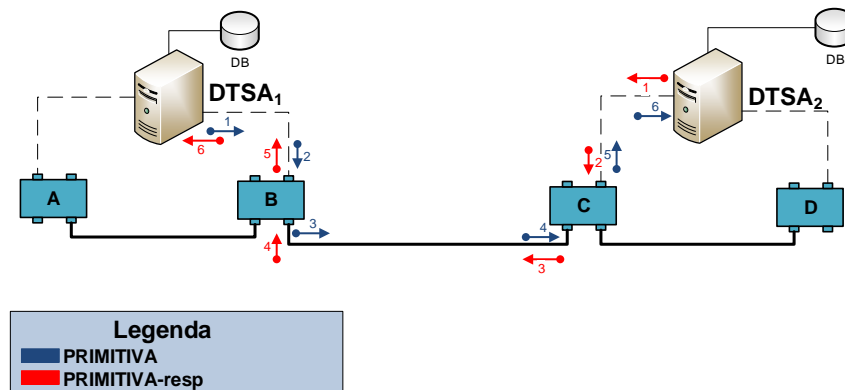 DB
DB
DTSA1
DTSA2
1
6
5
2
1
6
2
5
A
B
C
D
3
4
4
3
Legenda
PRIMITIVA
PRIMITIVA-resp